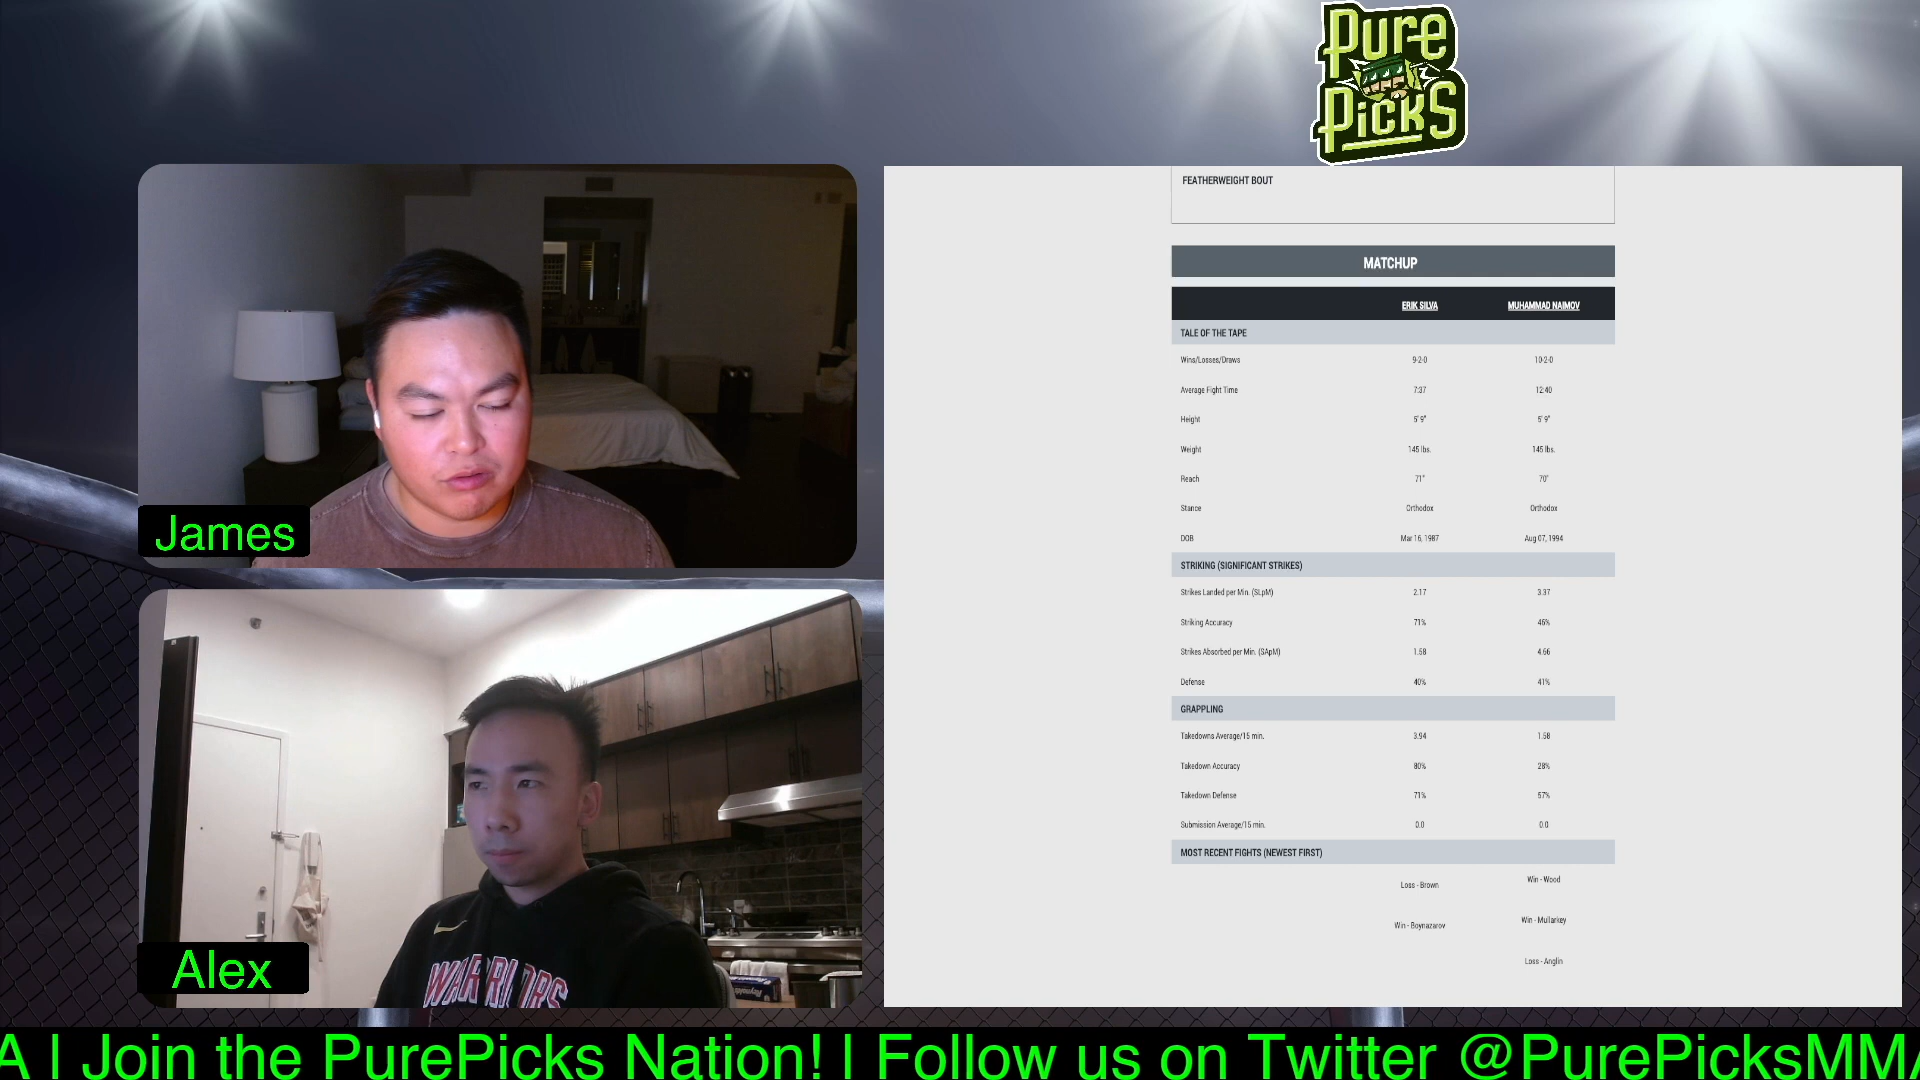 Pure
Picks
James
WARRIORS
Alex
FEATHERWEIGHT BOUT
MATCHUP
ERIK SILVA MUHAMMAD NAIMOV
TALE OF THE TAPE
Wins/Losses/Draws 9-2-0 10-2-0
Average Fight Time 7:37 12:40
Height 5' 9" 5' 9"
Weight 145 lbs. 145 lbs.
Reach 71" 70"
Stance Orthodox Orthodox
DOB Mar 16, 1987 Aug 07, 1994
STRIKING (SIGNIFICANT STRIKES)
Strikes Landed per Min. (SLpM) 2.17 3.37
Striking Accuracy 71% 46%
Strikes Absorbed per Min. (SApM) 1.58 4.66
Defense 40% 41%
GRAPPLING
Takedowns Average/15 min. 3.94 1.58
Takedown Accuracy 80% 28%
Takedown Defense 71% 57%
Submission Average/15 min. 0.0 0.0
MOST RECENT FIGHTS (NEWEST FIRST)
Loss - Brown Win - Wood
Win - Boynazarov Win - Mullarkey
Loss - Anglin
A | Join the PurePicks Nation! | Follow us on Twitter @PurePicksMMA